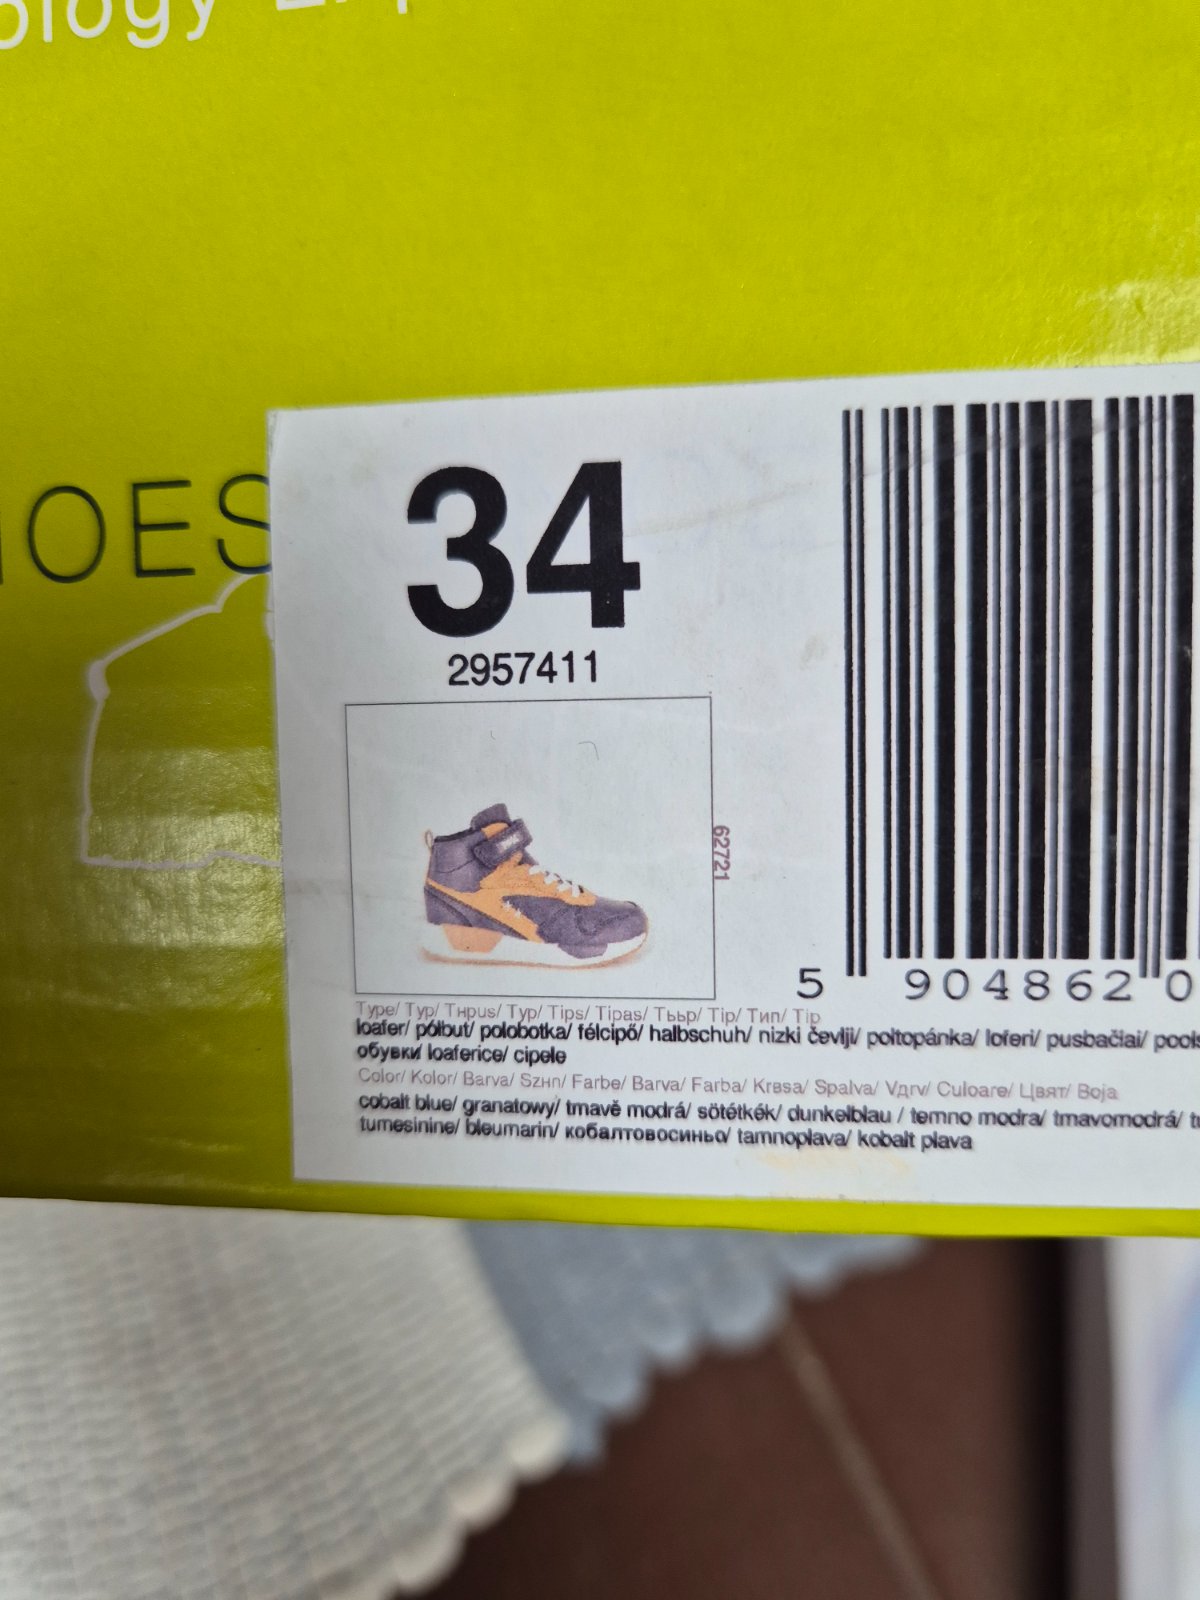 ology
OES
34
2957411
62721
5 904862 0
Type/ Typ/ Tнpus/ Typ/ Tips/ Tipas/ Tььp/ Tip/ Тип/ Tip
loafer/ półbut/ polobotka/ félcipő/ halbschuh/ nizki čevlji/ poltopánka/ loferi/ pusbačiai/
обувки/ loaferice/ cipele
Color/ Kolor/ Barva/ Szнn/ Farbe/ Barva/ Farba/ Krasa/ Spalva/ Vдrv/ Culoare/ Цвят/ Boja
cobalt blue/ granatowy/ tmavě modrá/ sötétkék/ dunkelblau / temno modra/ tmavomodrá/
tumesinine/ bleumarin/ кобалтовосиньо/ tamnoplava/ kobalt plava